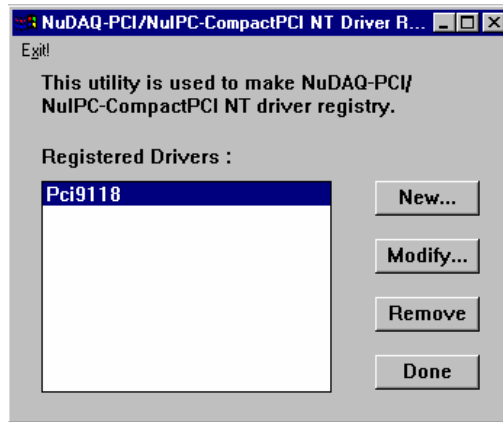 NuDAQ-PCI/NuIPC-CompactPCI NT Driver R...
Exit!
This utility is used to make NuDAQ-PCI/
NuIPC-CompactPCI NT driver registry.
Registered Drivers :
Pci9118
New...
Modify...
Remove
Done